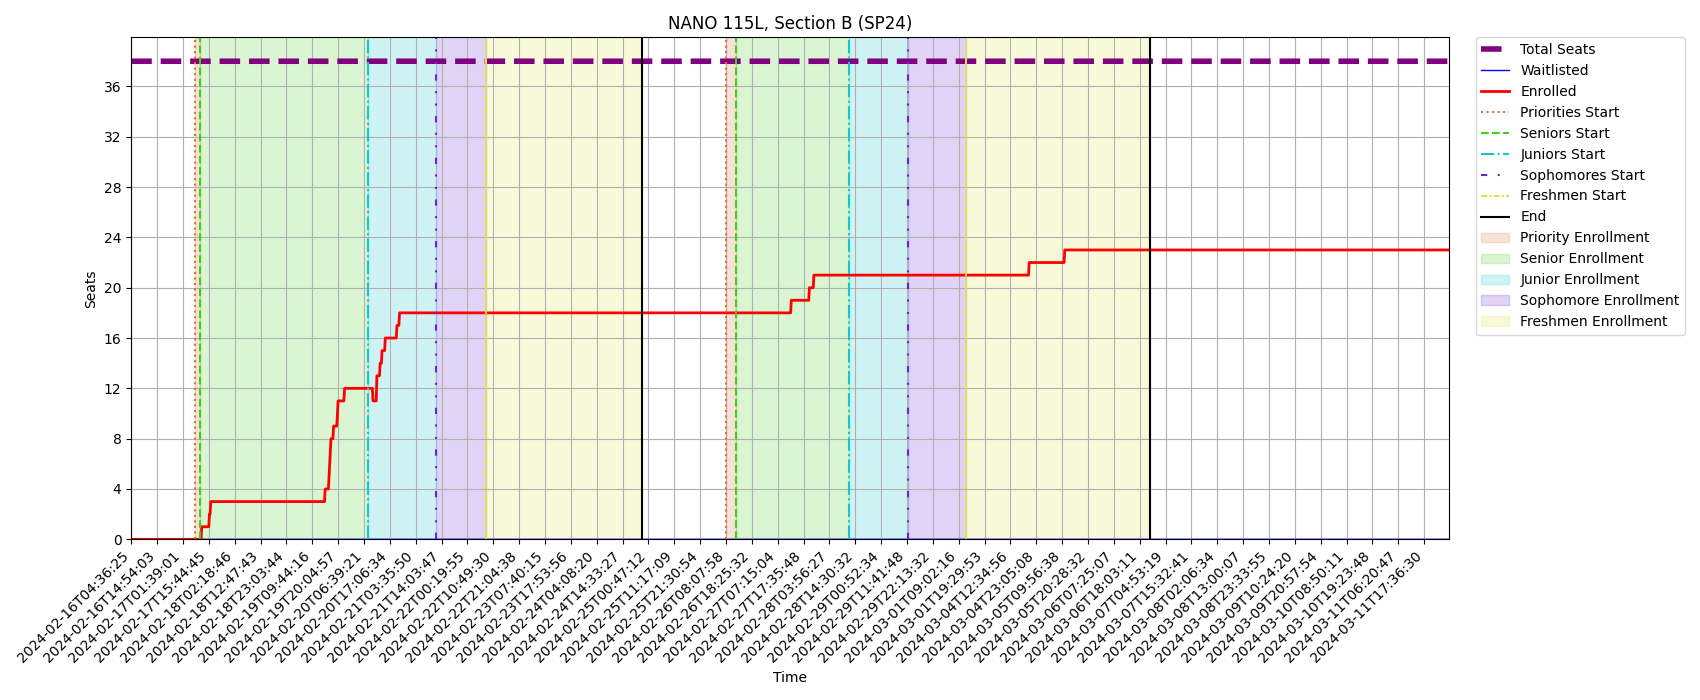 NANO 115L, Section B (SP24)
Seats
36
32
28
24
20
16
12
8
4
0
2024-02-16T04:36:25
2024-02-16T14:54:03
2024-02-17T01:39:01
2024-02-17T15:44:45
2024-02-18T02:18:46
2024-02-18T12:47:43
2024-02-18T23:03:44
2024-02-19T09:44:16
2024-02-19T20:04:57
2024-02-20T06:39:21
2024-02-20T17:06:34
2024-02-21T03:35:50
2024-02-21T14:03:47
2024-02-22T00:19:55
2024-02-22T10:49:30
2024-02-22T21:04:38
2024-02-23T07:40:15
2024-02-23T17:53:56
2024-02-24T04:08:20
2024-02-24T14:33:27
2024-02-25T00:47:12
2024-02-25T11:17:09
2024-02-25T21:30:54
2024-02-26T08:07:58
2024-02-26T18:25:32
2024-02-27T07:15:04
2024-02-27T17:35:48
2024-02-28T03:56:27
2024-02-28T14:30:32
2024-02-29T00:52:34
2024-02-29T11:41:48
2024-02-29T22:13:32
2024-03-01T09:02:16
2024-03-01T19:29:53
2024-03-04T12:34:56
2024-03-04T23:05:08
2024-03-05T09:56:38
2024-03-05T20:28:32
2024-03-06T07:25:07
2024-03-06T18:03:11
2024-03-07T04:53:19
2024-03-07T15:32:41
2024-03-08T02:06:34
2024-03-08T13:00:07
2024-03-08T23:33:55
2024-03-09T10:24:20
2024-03-09T20:57:54
2024-03-10T08:50:11
2024-03-10T19:23:48
2024-03-11T06:20:47
2024-03-11T17:36:30
Time
Total Seats
Waitlisted
Enrolled
Priorities Start
Seniors Start
Juniors Start
Sophomores Start
Freshmen Start
End
Priority Enrollment
Senior Enrollment
Junior Enrollment
Sophomore Enrollment
Freshmen Enrollment